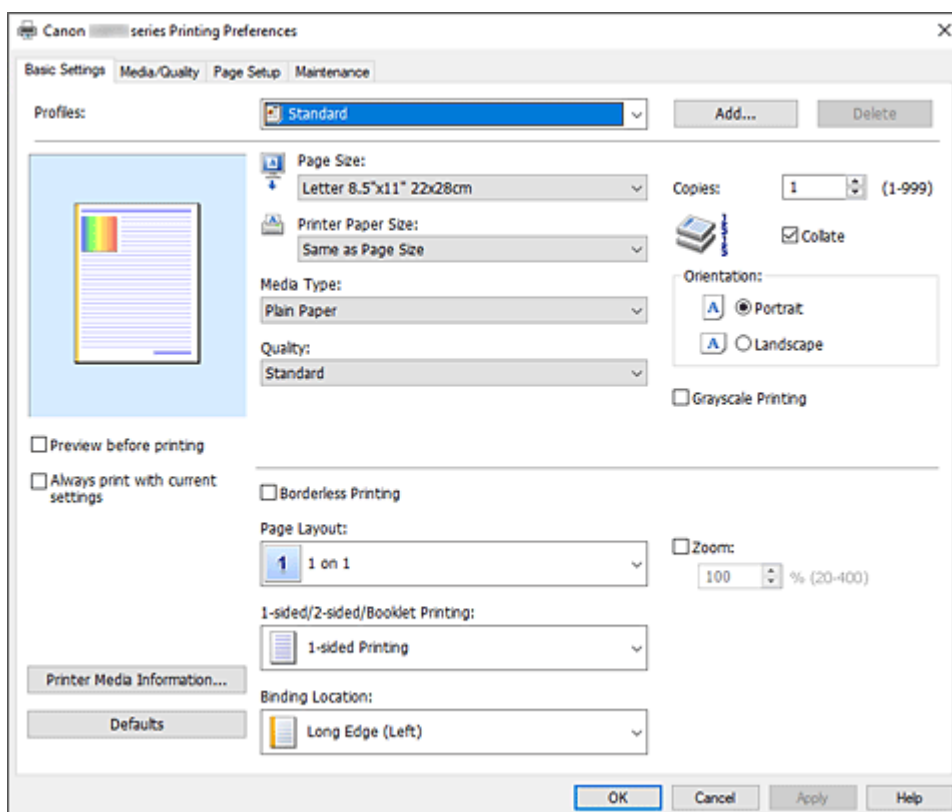 Canon series Printing Preferences
Basic Settings Media/Quality Page Setup Maintenance
Profiles: Standard Add... Delete
Page Size:
Letter 8.5"x11" 22x28cm
Copies: 1 (1-999)
Printer Paper Size:
Same as Page Size
Collate
Media Type:
Plain Paper
Orientation:
A Portrait
A Landscape
Quality:
Standard
Grayscale Printing
Preview before printing
Always print with current
settings
Borderless Printing
Page Layout:
1 1 on 1
Zoom:
100 % (20-400)
1-sided/2-sided/Booklet Printing:
1-sided Printing
Printer Media Information...
Defaults
Binding Location:
Long Edge (Left)
OK Cancel Apply Help